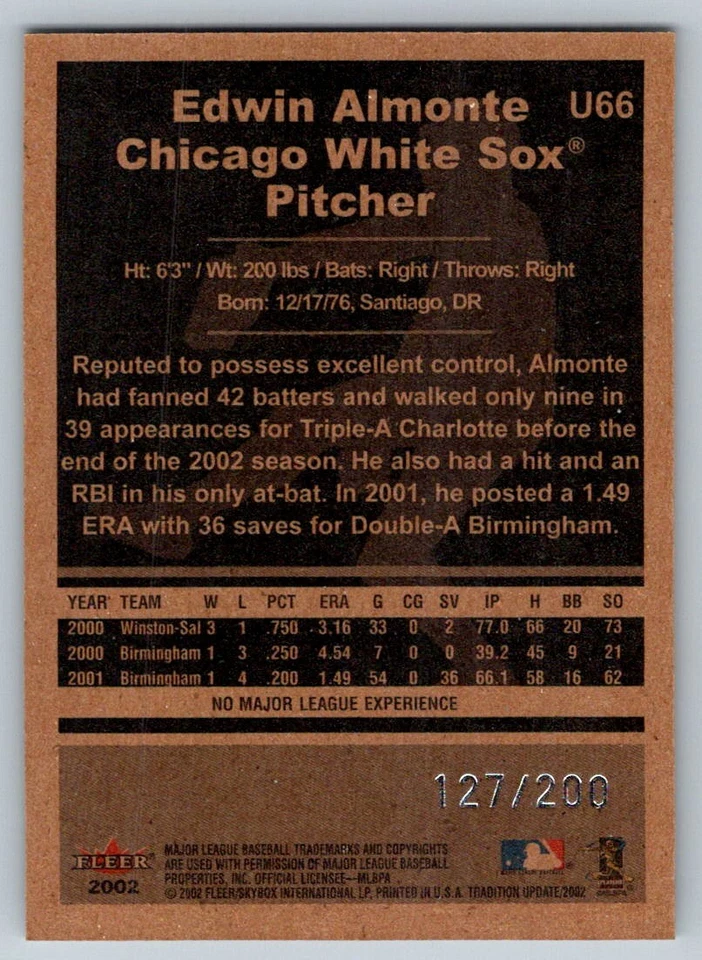 Edwin Almonte U66
Chicago White Sox®
Pitcher
Ht: 6'3" / Wt: 200 lbs / Bats: Right / Throws: Right
Born: 12/17/76, Santiago, DR
Reputed to possess excellent control, Almonte
had fanned 42 batters and walked only nine in
39 appearances for Triple-A Charlotte before the
end of the 2002 season. He also had a hit and an
RBI in his only at-bat. In 2001, he posted a 1.49
ERA with 36 saves for Double-A Birmingham.
YEAR TEAM W L PCT ERA G CG SV IP H BB SO
2000 Winston-Sal 3 1 .750 3.16 33 0 2 77.0 66 20 73
2000 Birmingham 1 3 .250 4.54 7 0 0 39.2 45 9 21
2001 Birmingham 1 4 .200 1.49 54 0 36 66.1 58 16 62
NO MAJOR LEAGUE EXPERIENCE
127/200
FLEER
2002
MAJOR LEAGUE BASEBALL TRADEMARKS AND COPYRIGHTS
ARE USED WITH PERMISSION OF MAJOR LEAGUE BASEBALL
PROPERTIES, INC. OFFICIAL LICENSEE—MLBPA
© 2002 FLEER/SKYBOX INTERNATIONAL LP, PRINTED IN U.S.A. TRADITION UPDATE/2002